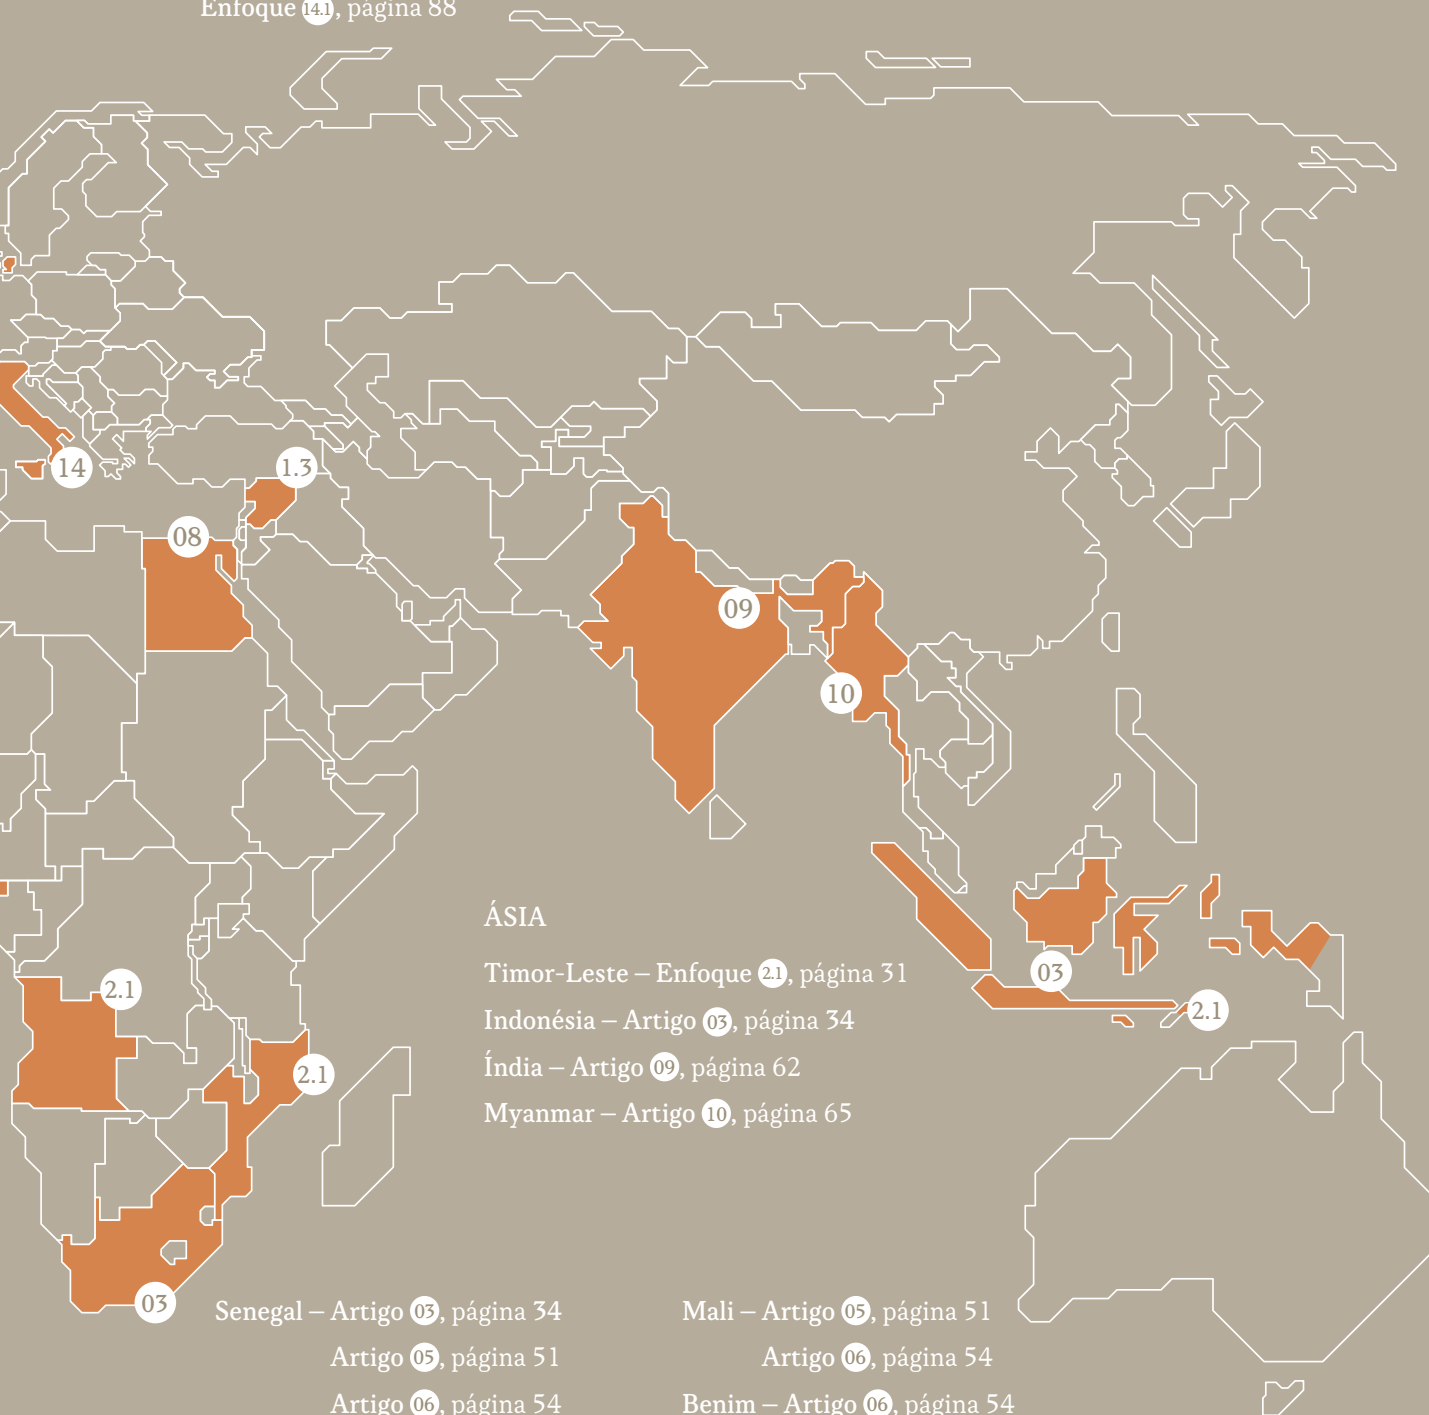 Enfoque 14.1, página 88
14
1.3
08
09
10
ÁSIA
Timor-Leste – Enfoque 2.1, página 31
Indonésia – Artigo 03, página 34
Índia – Artigo 09, página 62
Myanmar – Artigo 10, página 65
03
2.1
2.1
2.1
03
Senegal – Artigo 03, página 34
Artigo 05, página 51
Artigo 06, página 54
Mali – Artigo 05, página 51
Artigo 06, página 54
Benim – Artigo 06, página 54